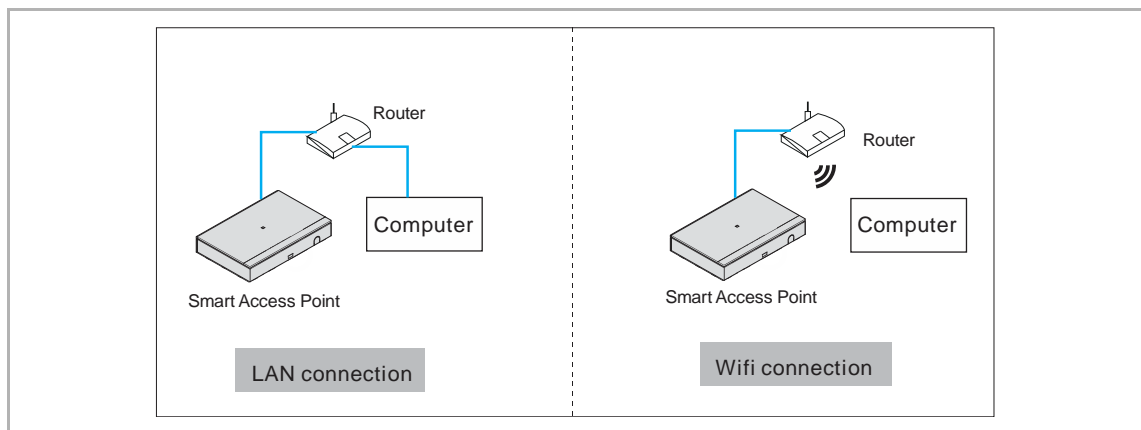 Router
Computer
Smart Access Point
LAN connection
Router
Computer
Smart Access Point
Wifi connection